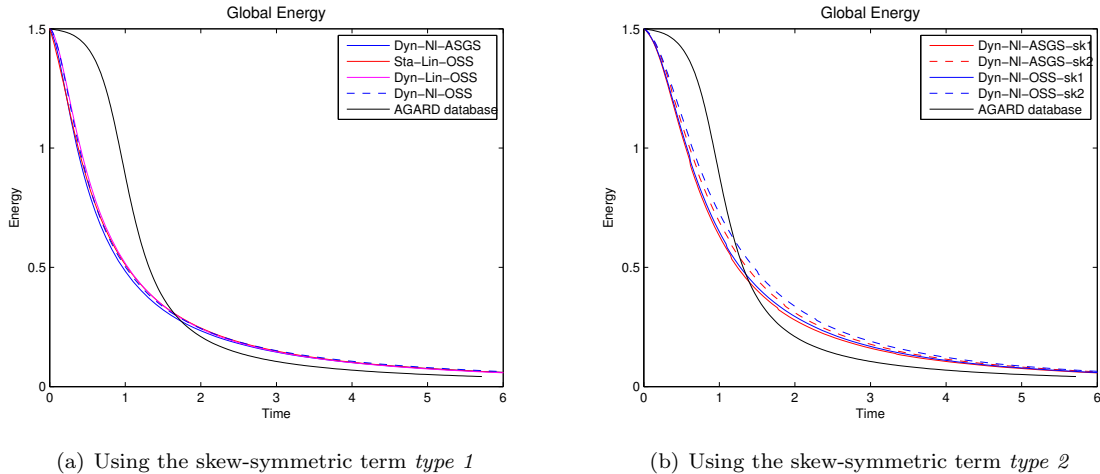 Global Energy
1.5
1
0.5
0
Energy
0 1 2 3 4 5 6
Time
Dyn−Nl−ASGS
Sta−Lin−OSS
Dyn−Lin−OSS
Dyn−Nl−OSS
AGARD database
(a) Using the skew-symmetric term type 1
Global Energy
1.5
1
0.5
0
Energy
0 1 2 3 4 5 6
Time
Dyn−Nl−ASGS−sk1
Dyn−Nl−ASGS−sk2
Dyn−Nl−OSS−sk1
Dyn−Nl−OSS−sk2
AGARD database
(b) Using the skew-symmetric term type 2